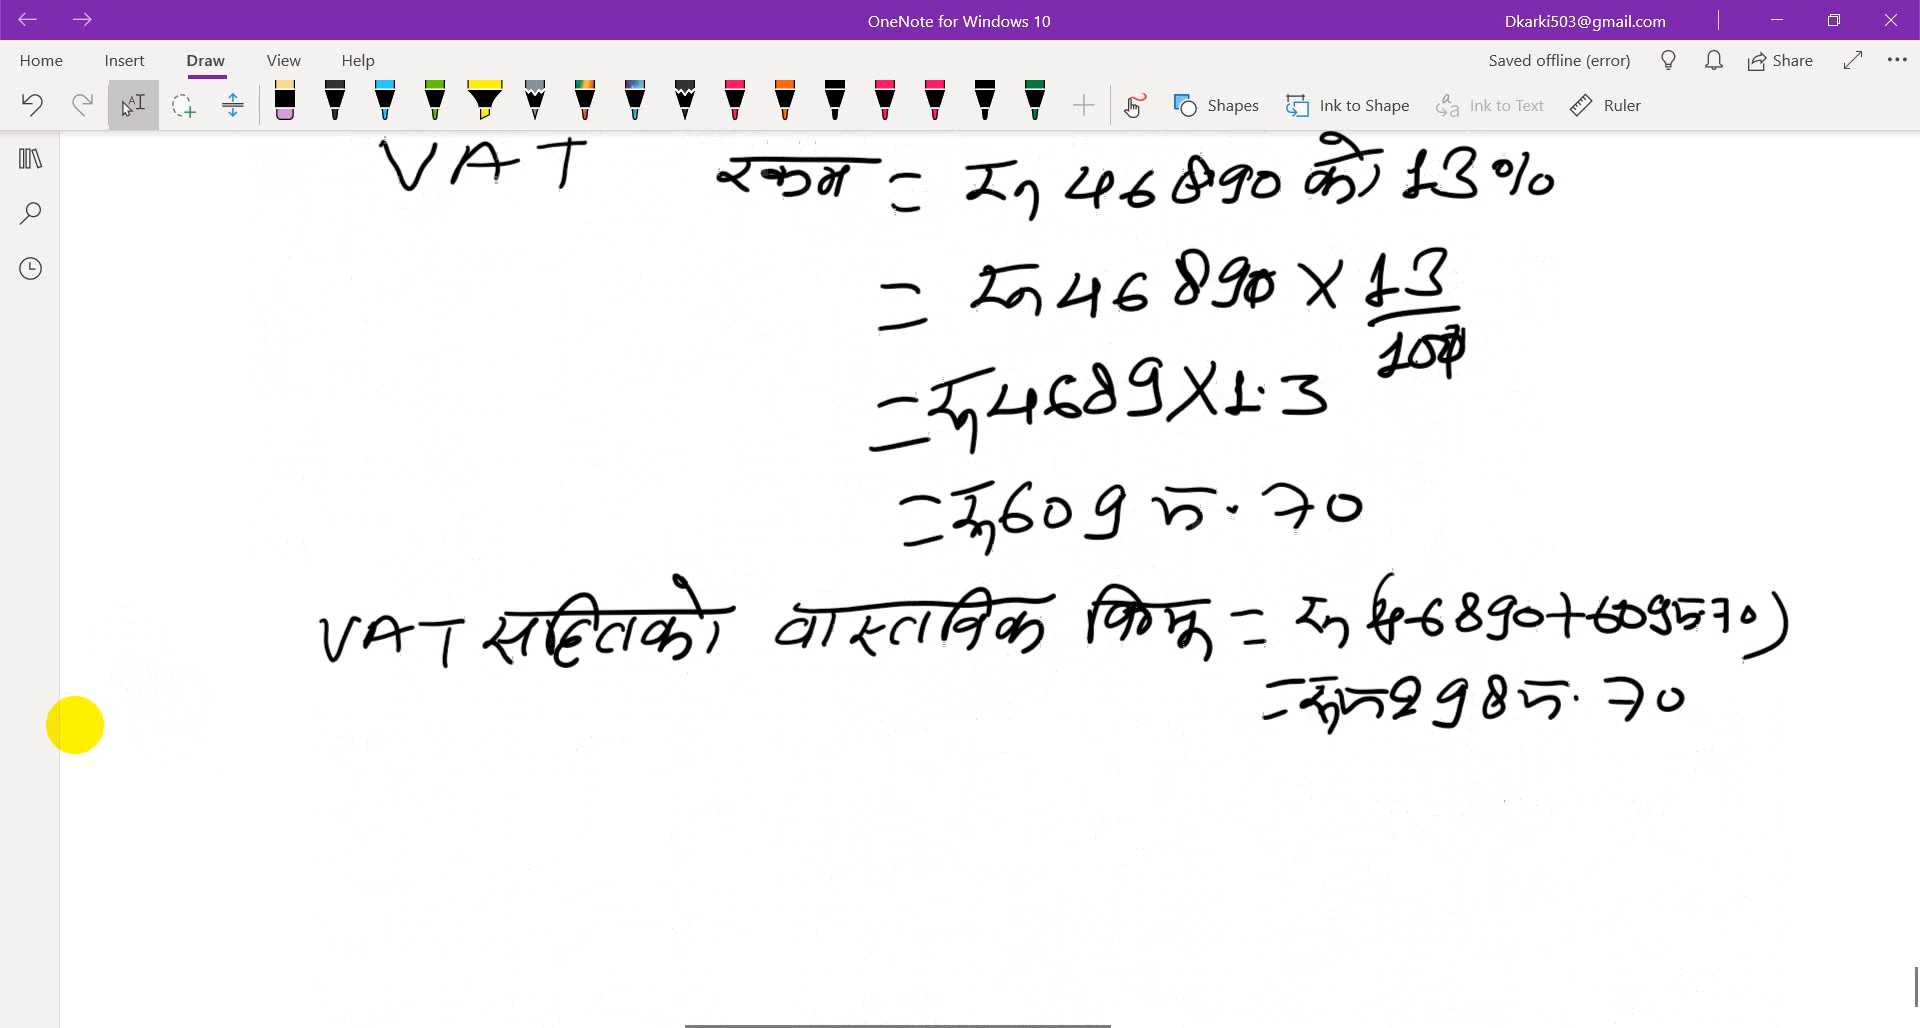 OneNote for Windows 10
Dkarki503@gmail.com
Home Insert Draw View Help
Saved offline (error) Share
Shapes Ink to Shape Ink to Text Ruler
VAT रकम = रु 46890 को 13%
= रु 46890 × 13/100
= रु 4689 × 1.3
= रु 6095.70
VAT सहितको वास्तविक किम्त = रु (46890+6095.70)
= रु 52985.70